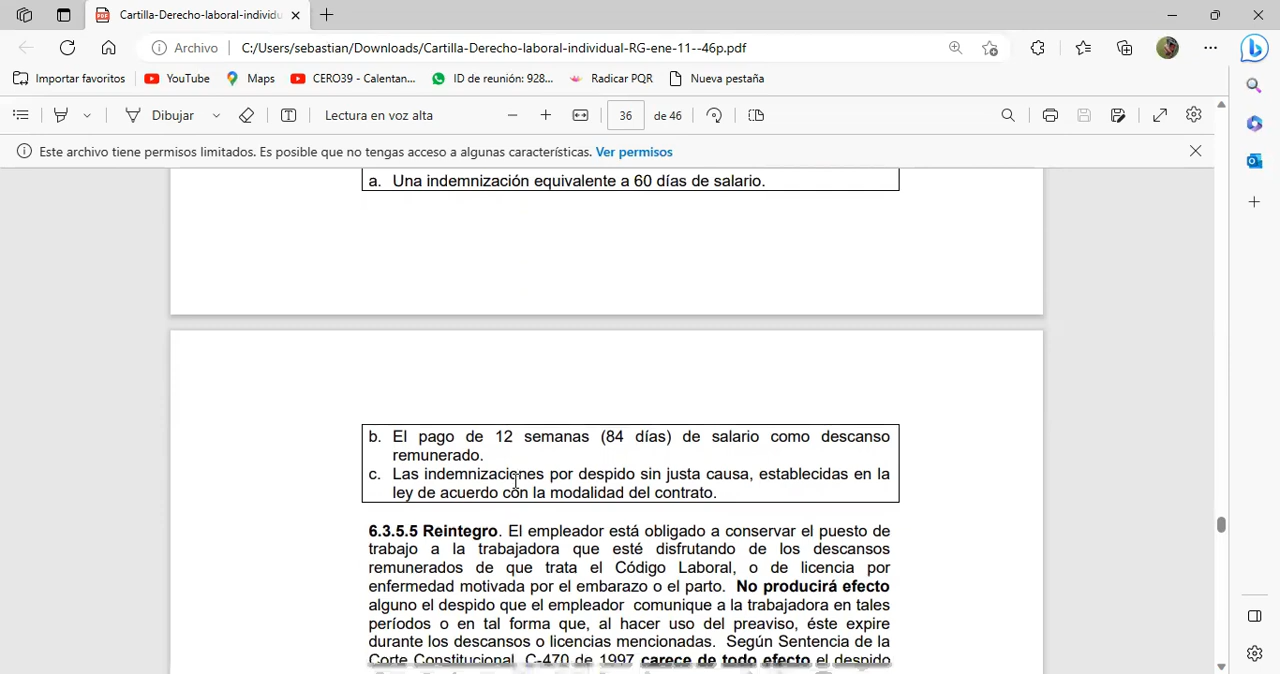 Cartilla-Derecho-laboral-individu
Archivo
C:/Users/sebastian/Downloads/Cartilla-Derecho-laboral-individual-RG-ene-11--46p.pdf
Importar favoritos
YouTube
Maps
CERO39 - Calentan...
ID de reunión: 928...
Radicar PQR
Nueva pestaña
Dibujar
Lectura en voz alta
36
de 46
Este archivo tiene permisos limitados. Es posible que no tengas acceso a algunas características. Ver permisos
a. Una indemnización equivalente a 60 días de salario.
b. El pago de 12 semanas (84 días) de salario como descanso
remunerado.
c. Las indemnizaciones por despido sin justa causa, establecidas en la
ley de acuerdo con la modalidad del contrato.
6.3.5.5 Reintegro. El empleador está obligado a conservar el puesto de
trabajo a la trabajadora que esté disfrutando de los descansos
remunerados de que trata el Código Laboral, o de licencia por
enfermedad motivada por el embarazo o el parto. No producirá efecto
alguno el despido que el empleador comunique a la trabajadora en tales
períodos o en tal forma que, al hacer uso del preaviso, éste expire
durante los descansos o licencias mencionadas. Según Sentencia de la
Corte Constitucional, C-470 de 1997 carece de todo efecto el despido